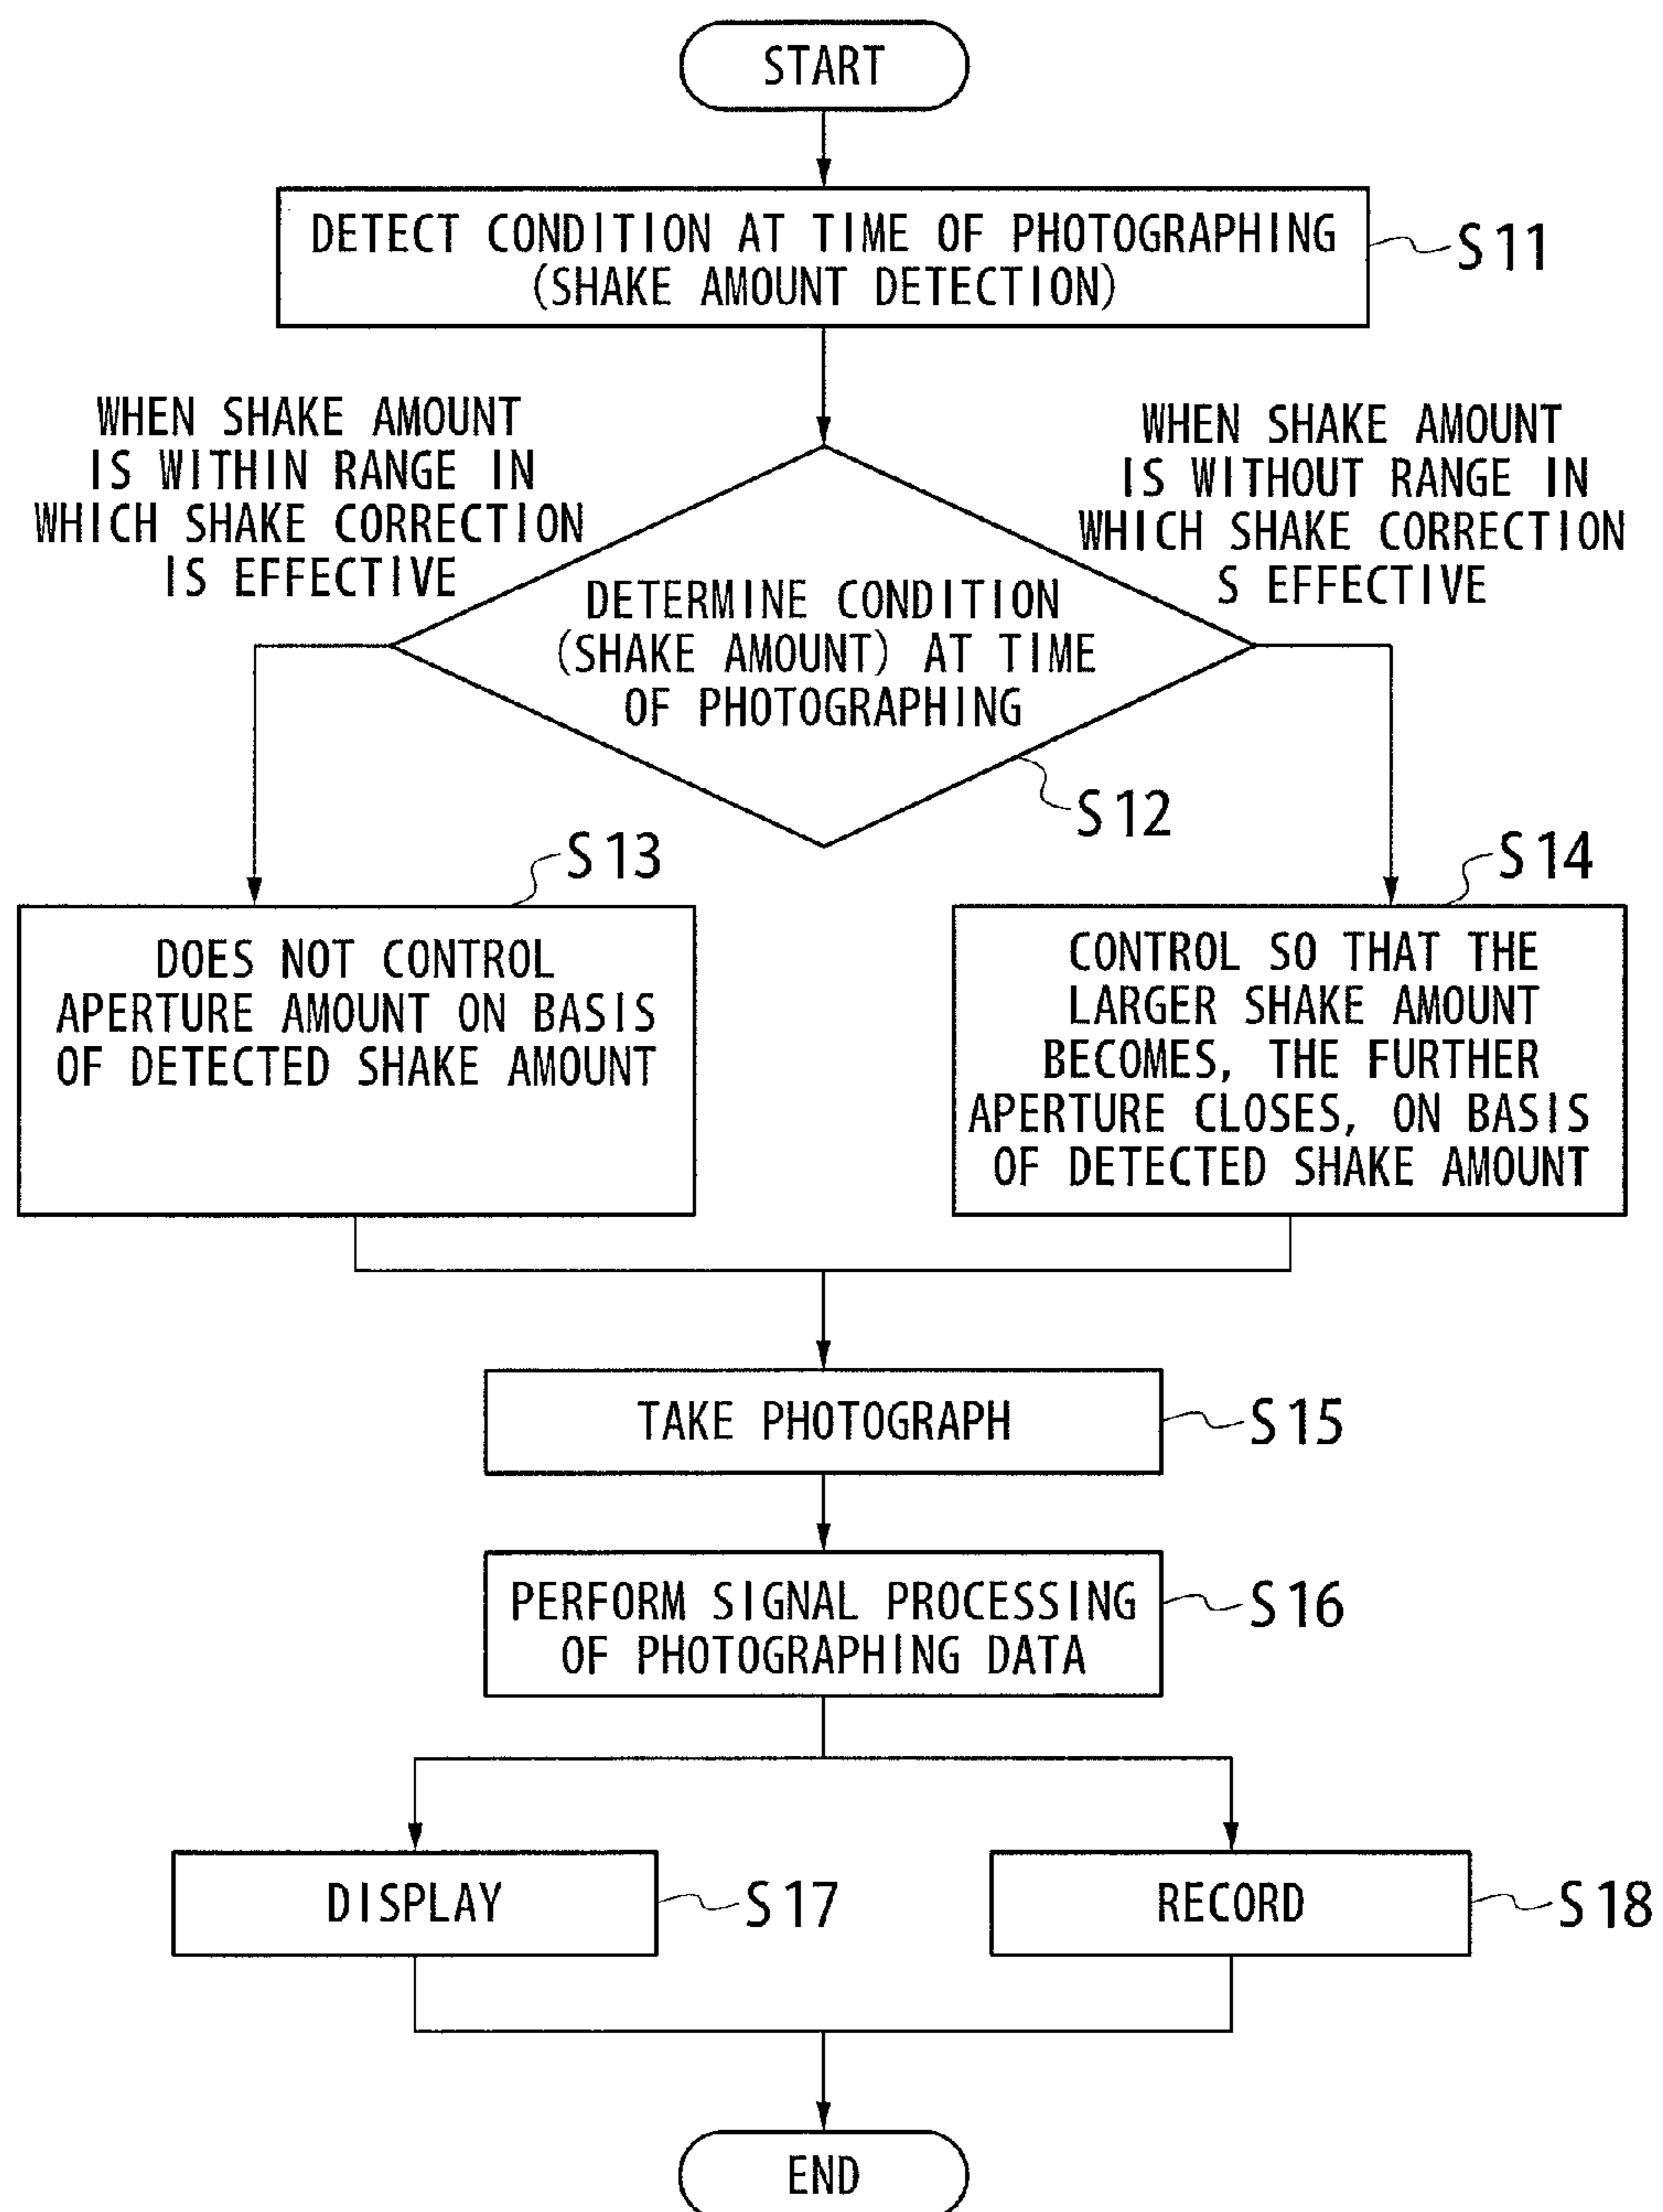 START
DETECT CONDITION AT TIME OF PHOTOGRAPHING
(SHAKE AMOUNT DETECTION)
S11
WHEN SHAKE AMOUNT
IS WITHIN RANGE IN
WHICH SHAKE CORRECTION
IS EFFECTIVE
WHEN SHAKE AMOUNT
IS WITHOUT RANGE IN
WHICH SHAKE CORRECTION
S EFFECTIVE
DETERMINE CONDITION
(SHAKE AMOUNT) AT TIME
OF PHOTOGRAPHING
S12
S13
DOES NOT CONTROL
APERTURE AMOUNT ON BASIS
OF DETECTED SHAKE AMOUNT
S14
CONTROL SO THAT THE
LARGER SHAKE AMOUNT
BECOMES, THE FURTHER
APERTURE CLOSES, ON BASIS
OF DETECTED SHAKE AMOUNT
TAKE PHOTOGRAPH
S15
PERFORM SIGNAL PROCESSING
OF PHOTOGRAPHING DATA
S16
DISPLAY
S17
RECORD
S18
END